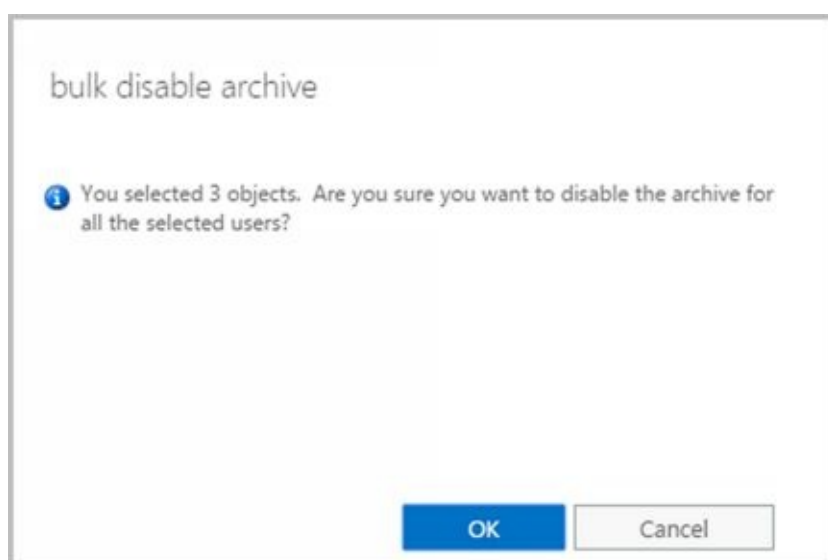 bulk disable archive
You selected 3 objects. Are you sure you want to disable the archive for
all the selected users?
OK
Cancel